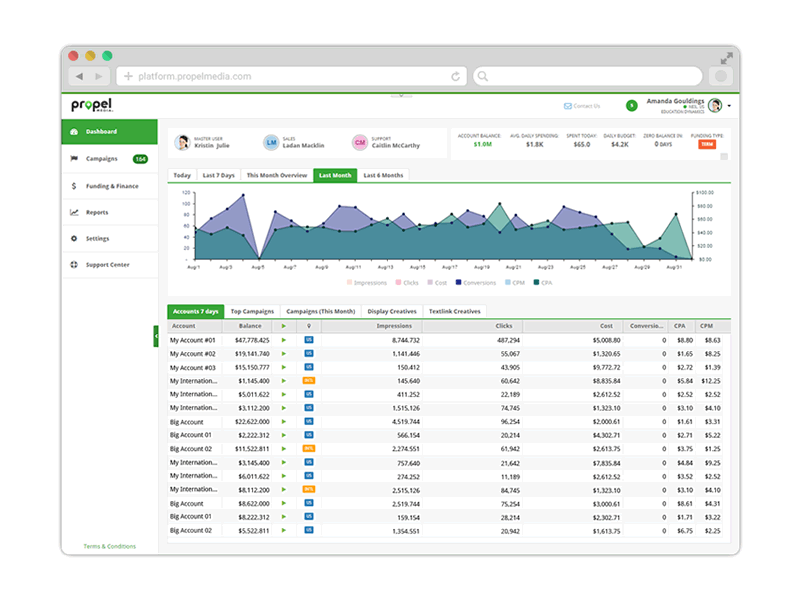 platform.propelmedia.com
propel
MEDIA, INC.
Contact Us
$
Amanda Gouldings
EDUCATION DYNAMICS
Dashboard
Campaigns 164
Funding & Finance
Reports
Settings
Support Center
Terms & Conditions
MASTER USER
Kristin Julie
LM
SALES
Ladan Macklin
CM
SUPPORT
Caitlin McCarthy
ACCOUNT BALANCE: $1.0M
AVG. DAILY SPENDING: $1.8K
SPENT TODAY: $65.0
DAILY BUDGET: $4.2K
ZERO BALANCE IN: 0 DAYS
FUNDING TYPE: TERM
Today Last 7 Days This Month Overview Last Month Last 6 Months
120 $100.00
100 $80.00
80 $60.00
60
40 $40.00
20 $20.00
$0.00
Aug/1 Aug/3 Aug/5 Aug/7 Aug/9 Aug/11 Aug/13 Aug/15 Aug/17 Aug/19 Aug/21 Aug/23 Aug/25 Aug/27 Aug/29 Aug/31
Impressions Clicks Cost Conversions CPM CPA
Accounts 7 days Top Campaigns Campaigns (This Month) Display Creatives Textlink Creatives
Account Balance Impressions Clicks Cost Conversio... CPA CPM
My Account #01 $47,778.425 US 8,744,732 487,294 $5,008.80 0 $8.80 $8.63
My Account #02 $19,141.740 US 1,141,446 55,067 $1,320.65 0 $1.65 $8.25
My Account #03 $15,150.777 US 150,412 43,905 $9,772.72 0 $2.72 $1.39
My Internation... $1,145.400 INTL 145,640 60,642 $8,835.84 0 $5.84 $12.25
My Internation... $5,011.622 US 411,252 22,189 $2,612.52 0 $2.52 $2.52
My Internation... $3,112.200 US 1,515,126 74,745 $1,323.10 0 $3.10 $4.10
Big Account $22,622.000 US 4,519,744 96,254 $2,000.61 0 $1.61 $3.31
Big Account 01 $2,222.312 US 566,154 20,214 $4,302.71 0 $2.71 $5.22
Big Account 02 $11,522.811 INTL 2,274,551 61,942 $2,613.75 0 $3.75 $1.25
My Internation... $3,145.400 US 757,640 21,642 $7,835.84 0 $4.84 $9.25
My Internation... $6,011.622 US 274,252 11,189 $2,612.52 0 $3.52 $2.52
My Internation... $8,112.200 INTL 2,515,126 84,745 $1,323.10 0 $3.10 $4.10
Big Account $8,622.000 US 2,519,744 75,254 $3,000.61 0 $8.61 $4.31
Big Account 01 $8,222.312 US 159,154 28,214 $2,302.71 0 $1.71 $3.22
Big Account 02 $5,522.811 US 1,354,551 20,942 $1,613.75 0 $6.75 $2.25